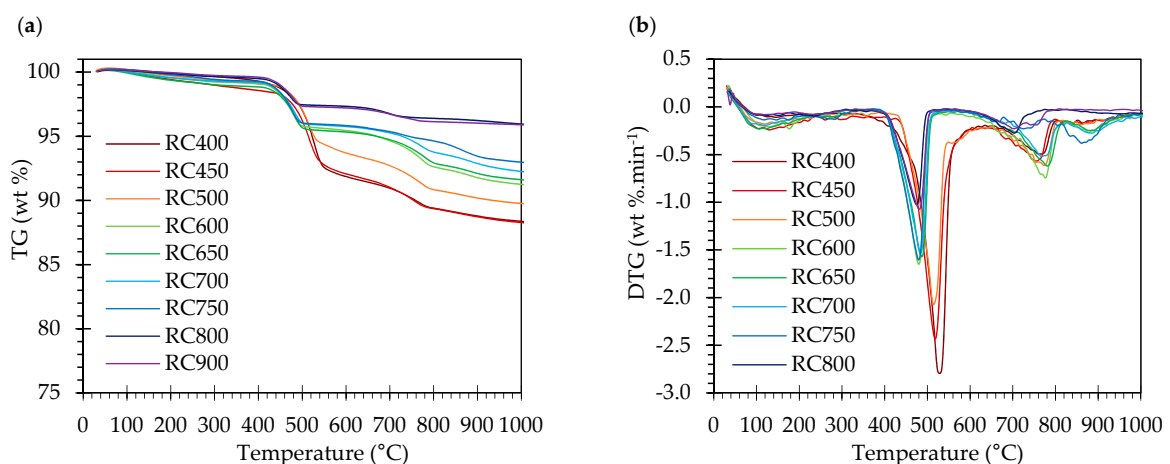 (a)
100
95
90
85
80
75
TG (wt %)
RC400
RC450
RC500
RC600
RC650
RC700
RC750
RC800
RC900
0 100 200 300 400 500 600 700 800 900 1000
Temperature (°C)
(b)
0.5
0.0
-0.5
-1.0
-1.5
-2.0
-2.5
-3.0
DTG (wt %.min-1)
RC400
RC450
RC500
RC600
RC650
RC700
RC750
RC800
0 100 200 300 400 500 600 700 800 900 1000
Temperature (°C)